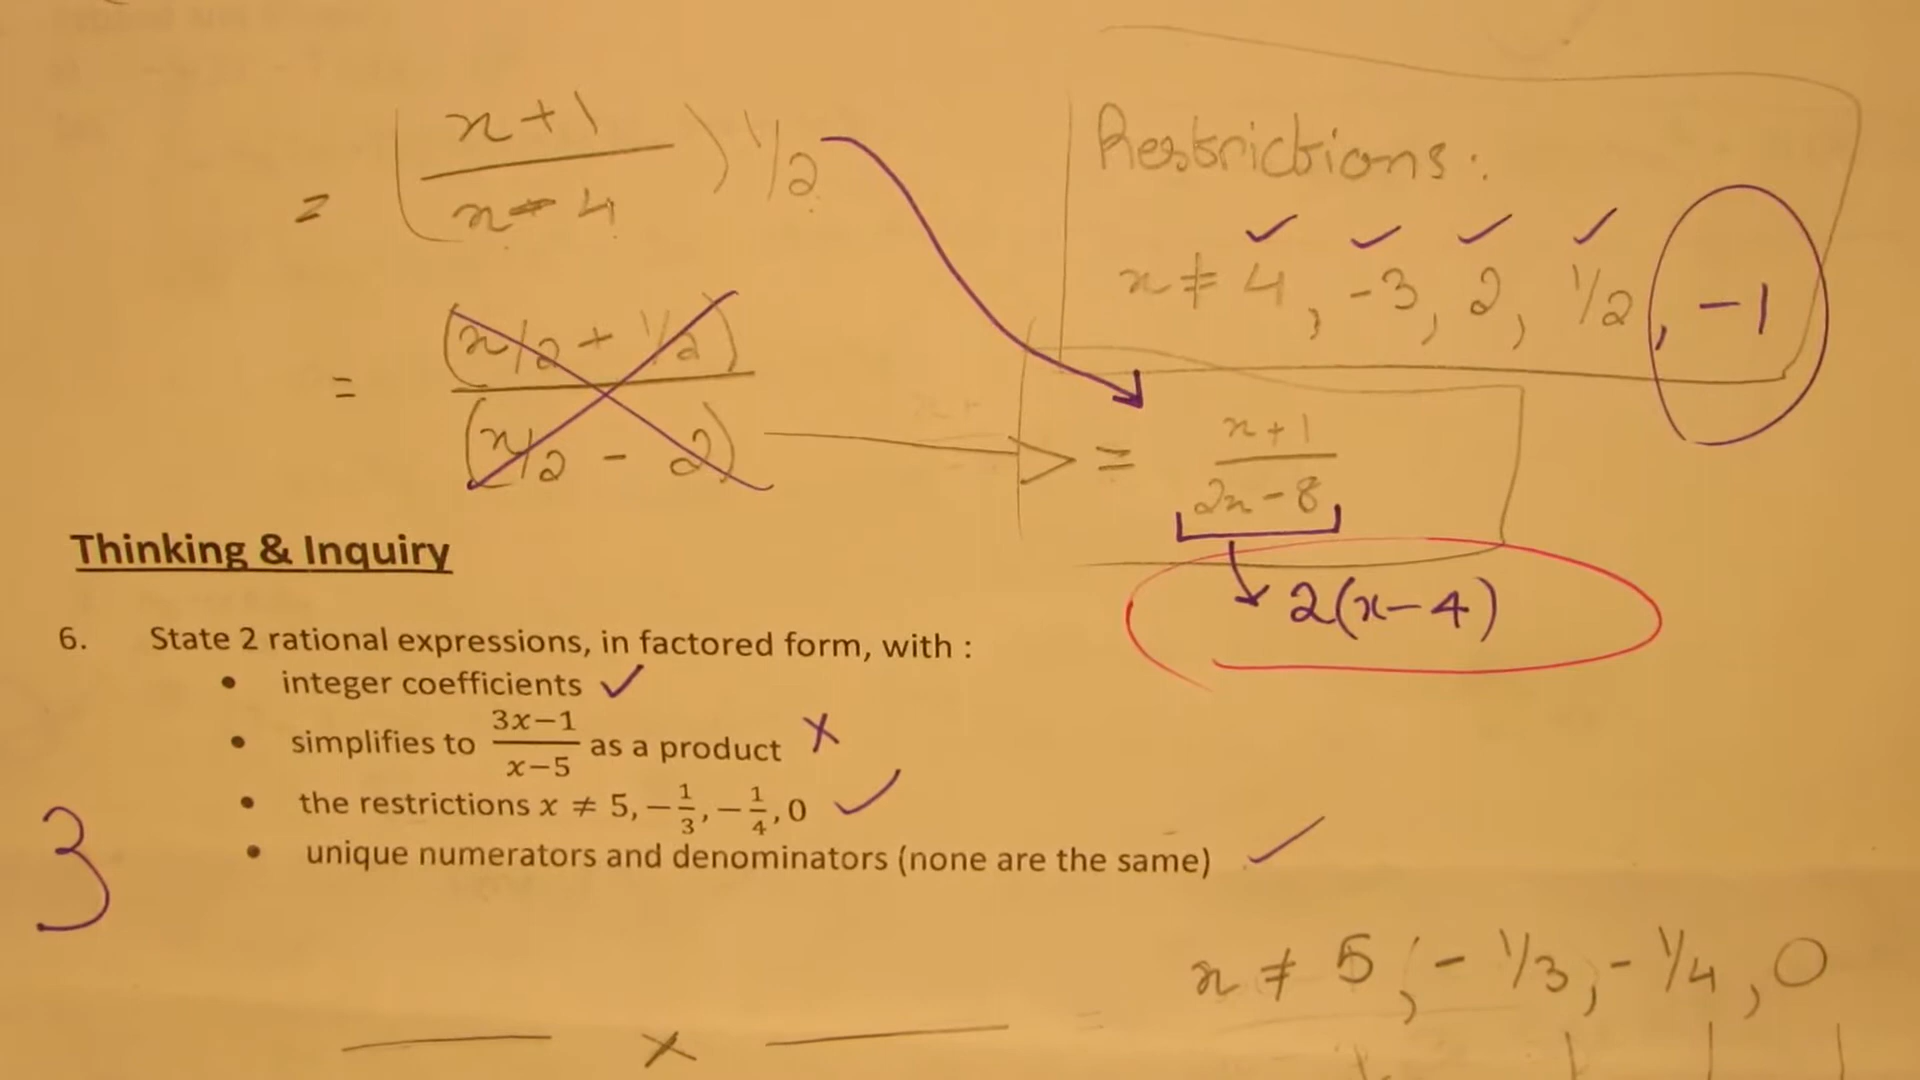 = (x+1 / x-4) 1/2
Restrictions:
x ≠ 4, -3, 2, 1/2, -1
= (x/2 + 1/2) / (x/2 - 2)
= x+1 / 2x-8
2(x-4)
Thinking & Inquiry
6. State 2 rational expressions, in factored form, with :
• integer coefficients ✓
• simplifies to 3x-1/x-5 as a product ✗
• the restrictions x ≠ 5, -1/3, -1/4, 0 ✓
• unique numerators and denominators (none are the same) ✓
3
x ≠ 5, -1/3, -1/4, 0
___ × ___